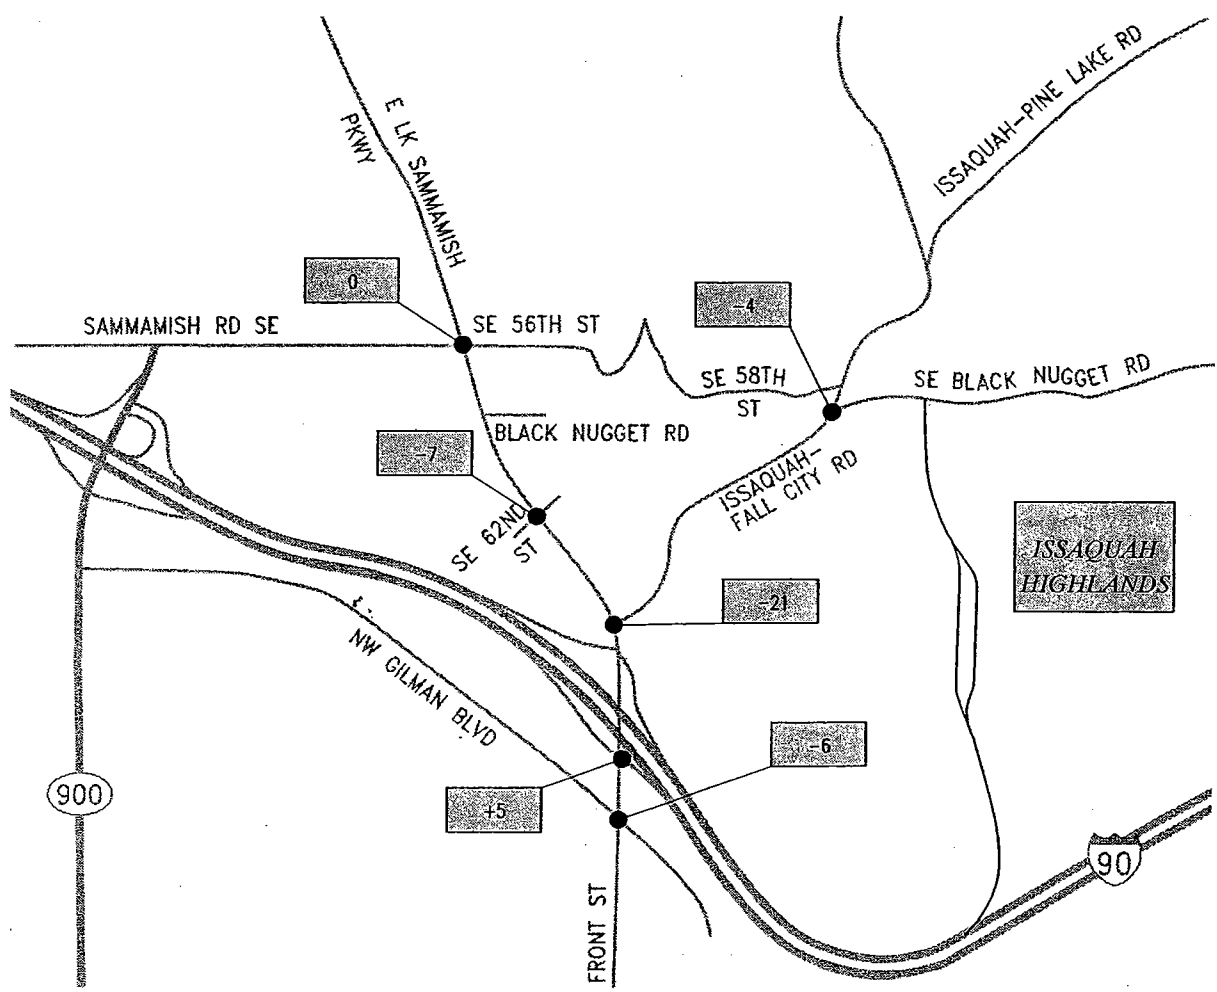 ISSAQUAH-PINE LAKE RD
E LK SAMMAMISH
PKWY
0
-4
SAMMAMISH RD SE
SE 56TH ST
SE 58TH
ST
SE BLACK NUGGET RD
BLACK NUGGET RD
-7
ISSAQUAH-
FALL CITY RD
SE 62ND
ST
ISSAQUAH
HIGHLANDS
-21
NW GILMAN BLVD
-6
900
+5
90
FRONT ST